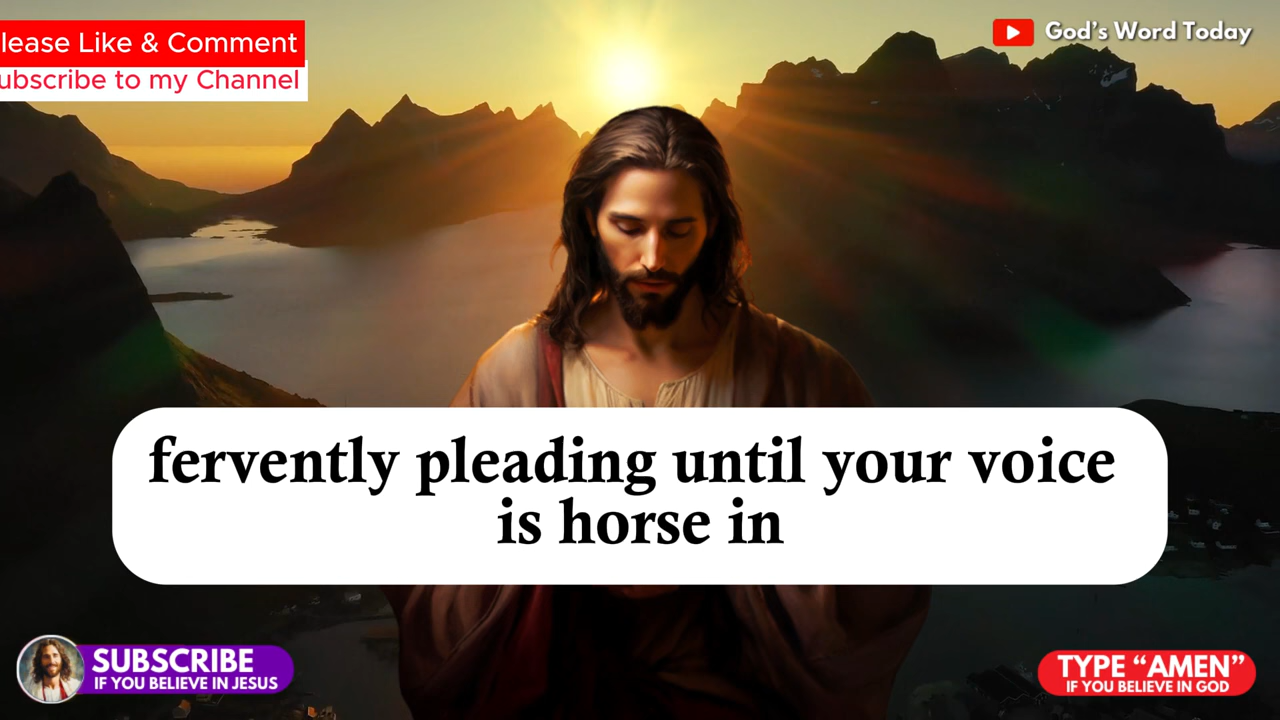 lease Like & Comment
ubscribe to my Channel
God's Word Today
fervently pleading until your voice
is horse in
SUBSCRIBE
IF YOU BELIEVE IN JESUS
TYPE “AMEN”
IF YOU BELIEVE IN GOD